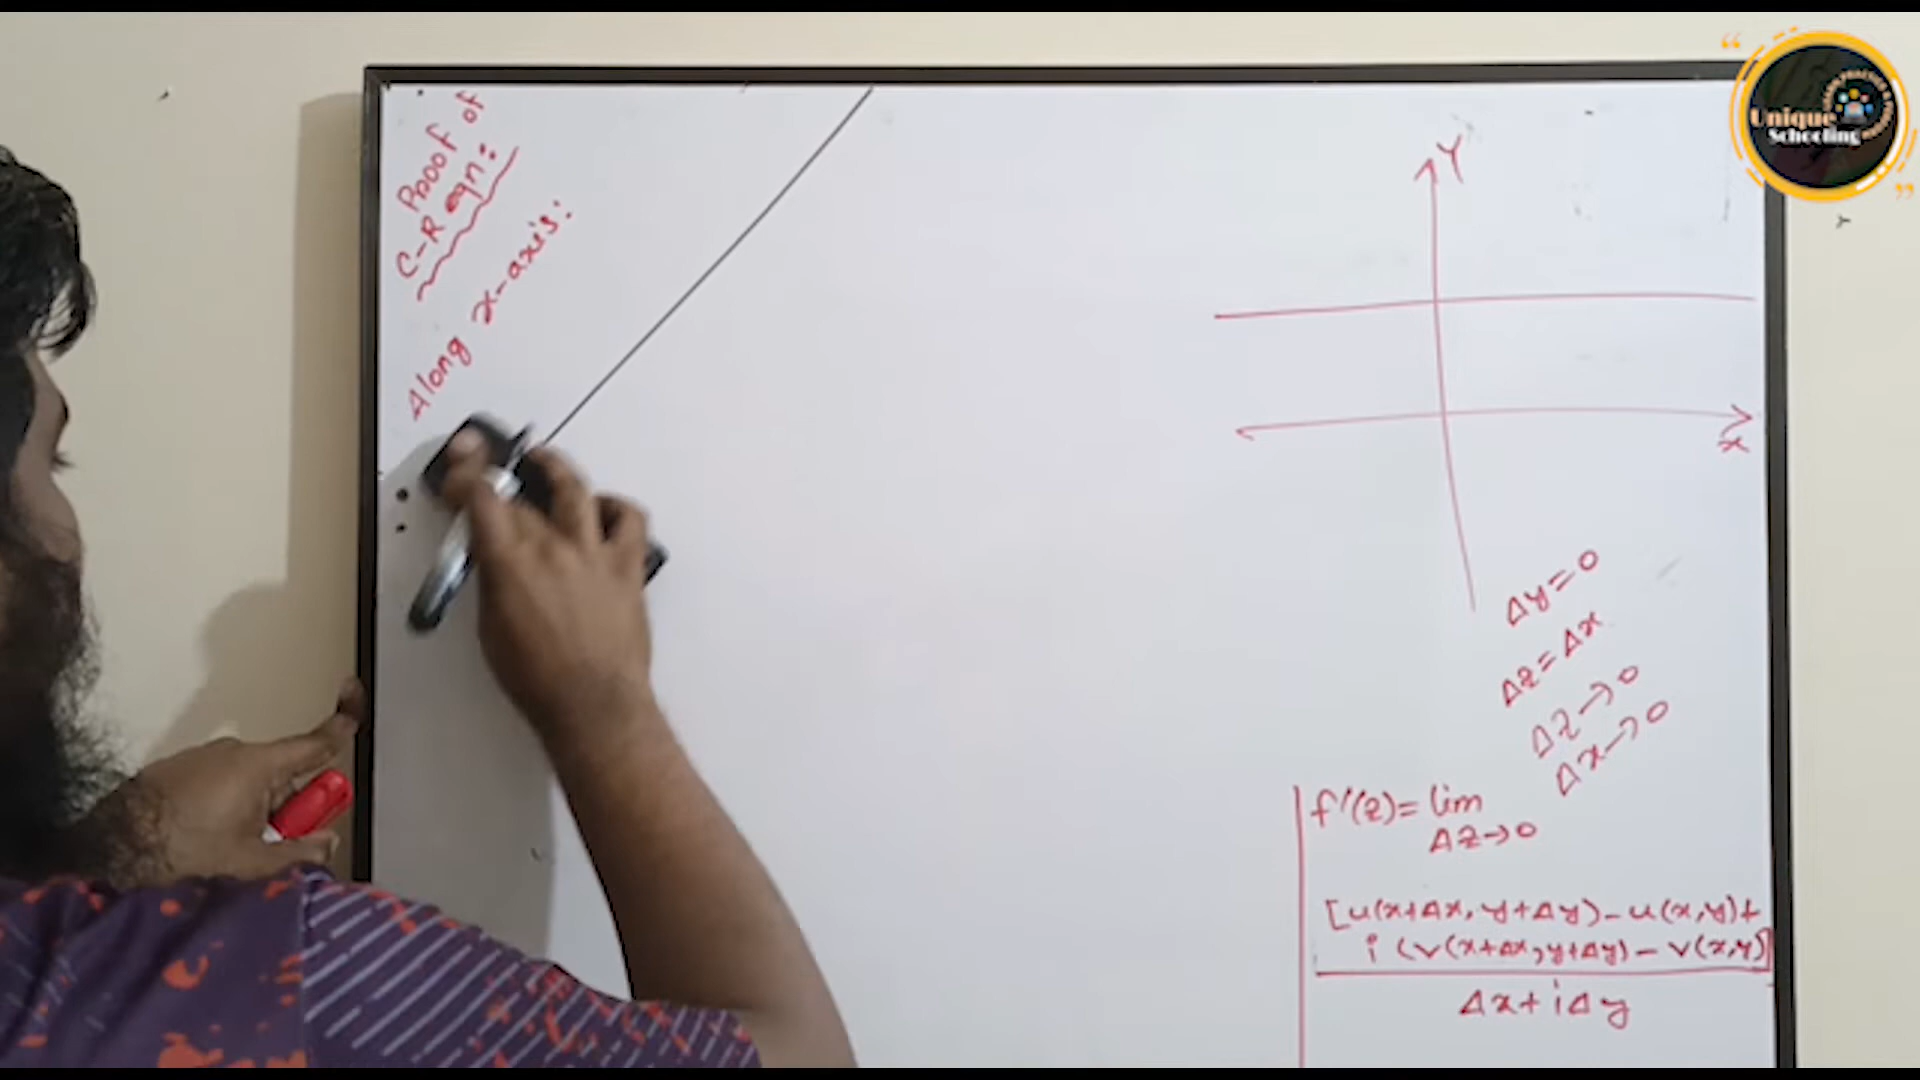 Proof of
C-R eqn:
Along x-axis:
Y
x
Δy=0
Δz=Δx
Δz→0
Δx→0
f'(z)= lim
Δz→0
[u(x+Δx, y+Δy)-u(x,y)+
i (v(x+Δx, y+Δy) - v(x,y)]
Δx+iΔy
Unique
Schooling